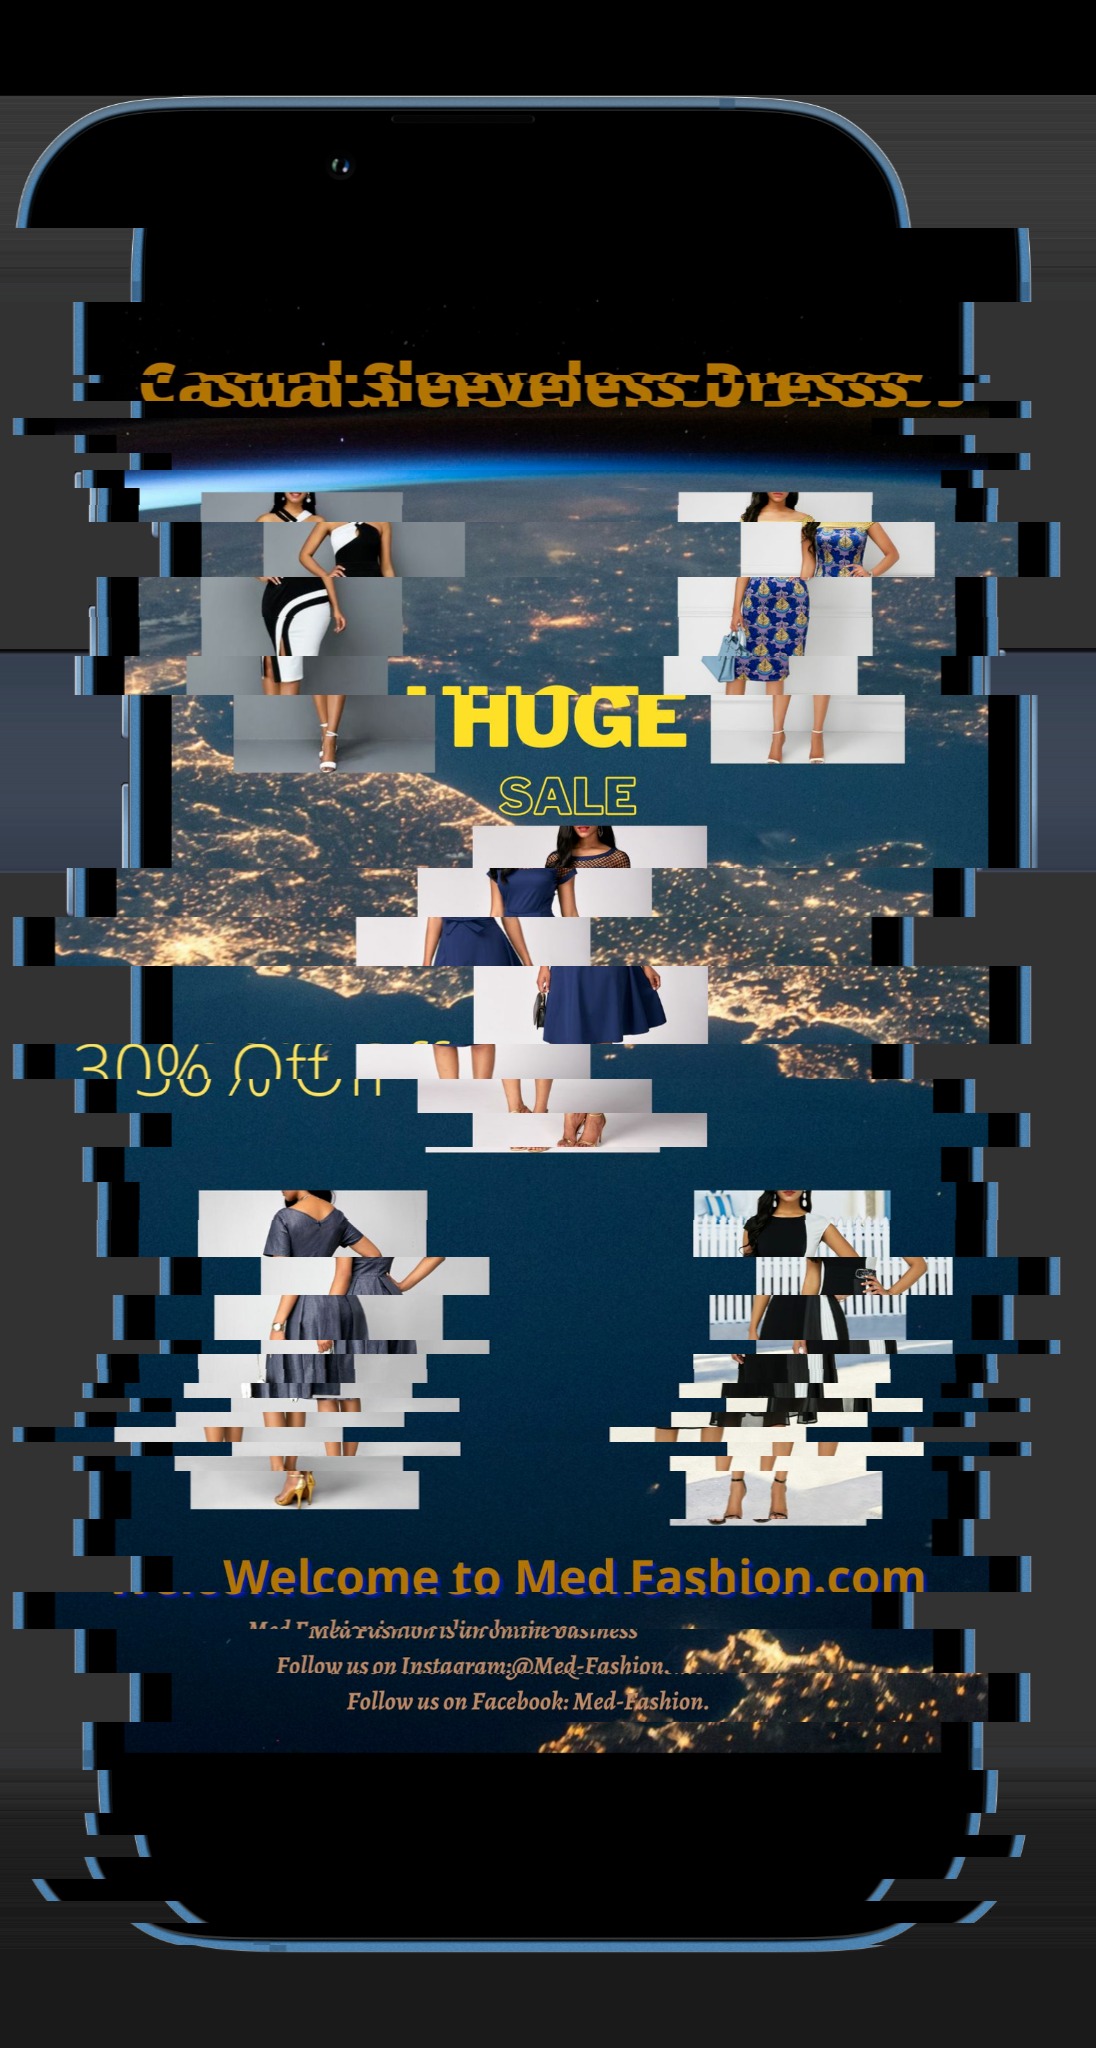 Casual Sleeveless Dresss
HUGE
SALE
30% Off
Welcome to Med Fashion.com
Med Fashion is an online business
Follow us on Instagram:@Med-Fashion.
Follow us on Facebook: Med-Fashion.